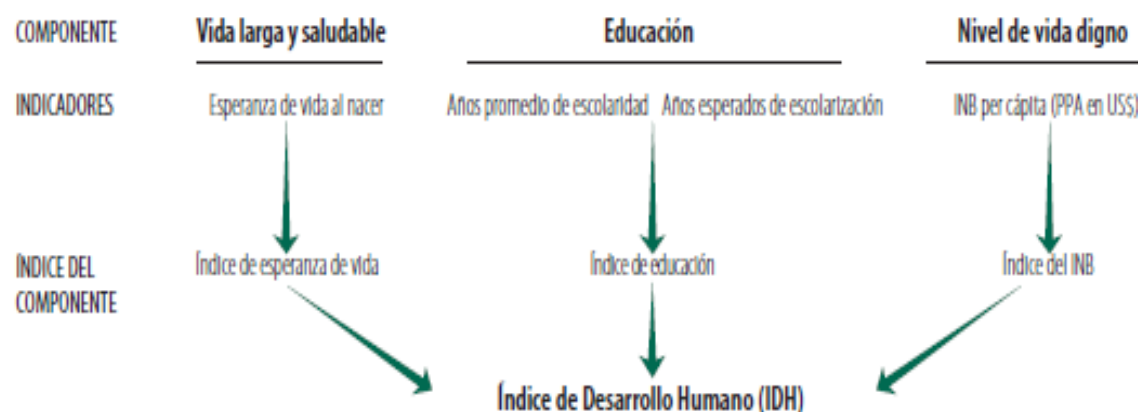 COMPONENTE Vida larga y saludable Educación Nivel de vida digno
INDICADORES Esperanza de vida al nacer Años promedio de escolaridad Años esperados de escolarización INB per cápita (PPA en US$)
ÍNDICE DEL COMPONENTE Índice de esperanza de vida Índice de educación Índice del INB
Índice de Desarrollo Humano (IDH)